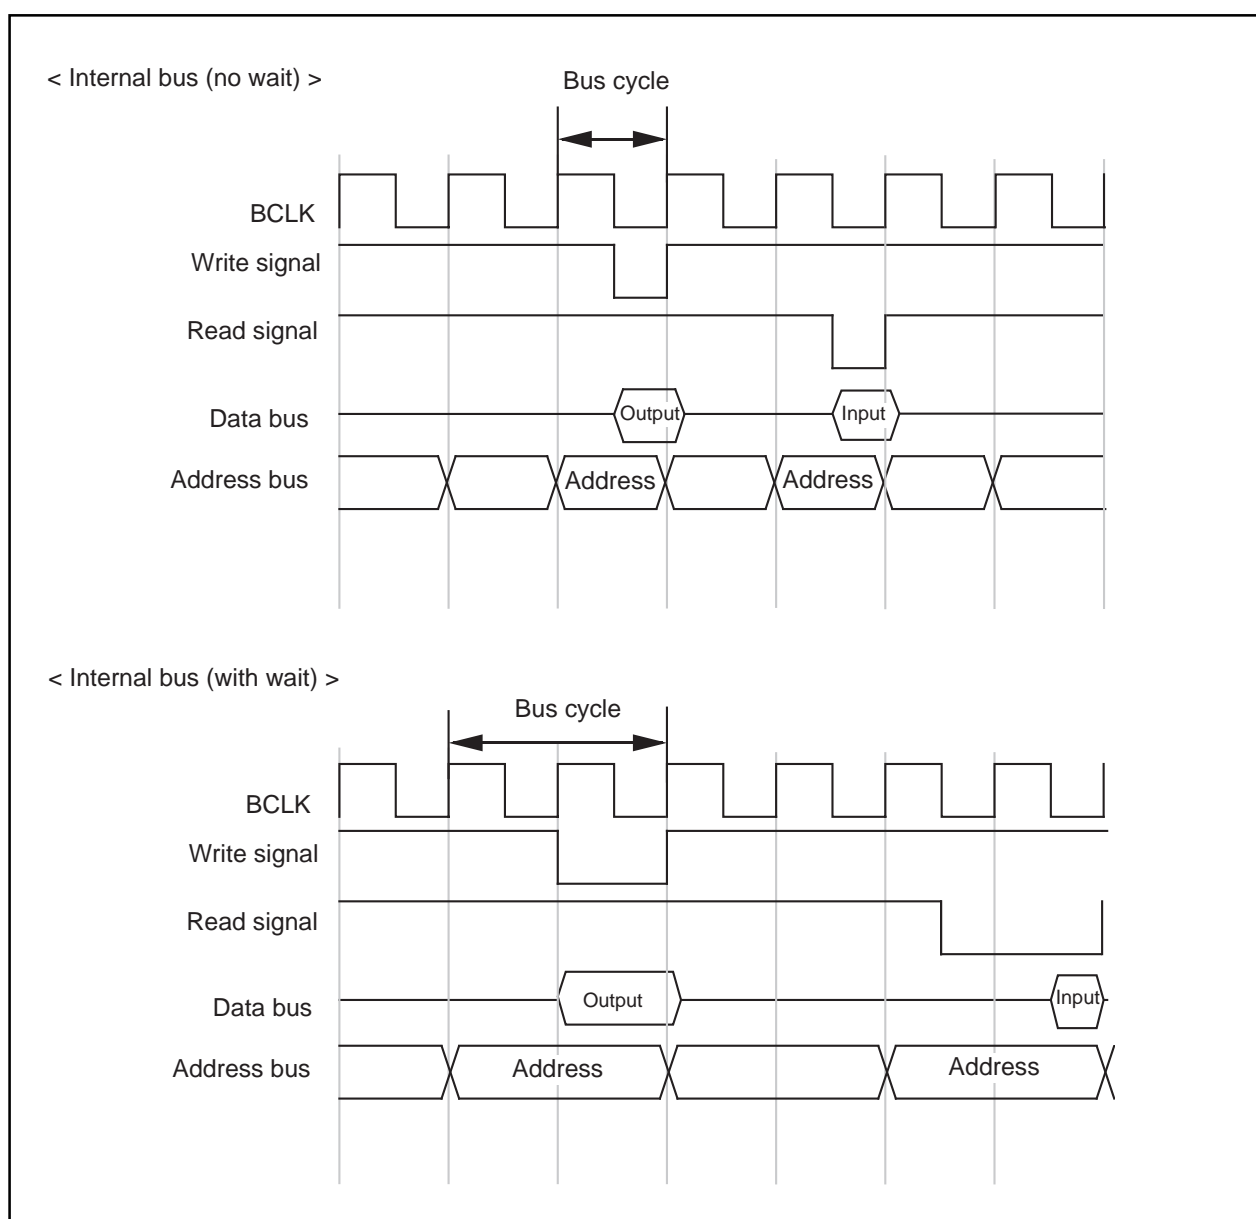 < Internal bus (no wait) >
Bus cycle
BCLK
Write signal
Read signal
Data bus
Output
Input
Address bus
Address
Address
< Internal bus (with wait) >
Bus cycle
BCLK
Write signal
Read signal
Data bus
Output
Input
Address bus
Address
Address